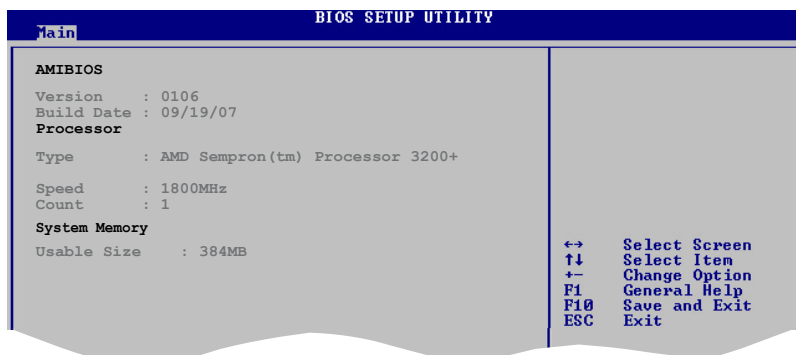 BIOS SETUP UTILITY
Main
AMIBIOS
Version : 0106
Build Date : 09/19/07
Processor
Type : AMD Sempron(tm) Processor 3200+
Speed : 1800MHz
Count : 1
System Memory
Usable Size : 384MB
←→ Select Screen
↑↓ Select Item
+- Change Option
F1 General Help
F10 Save and Exit
ESC Exit